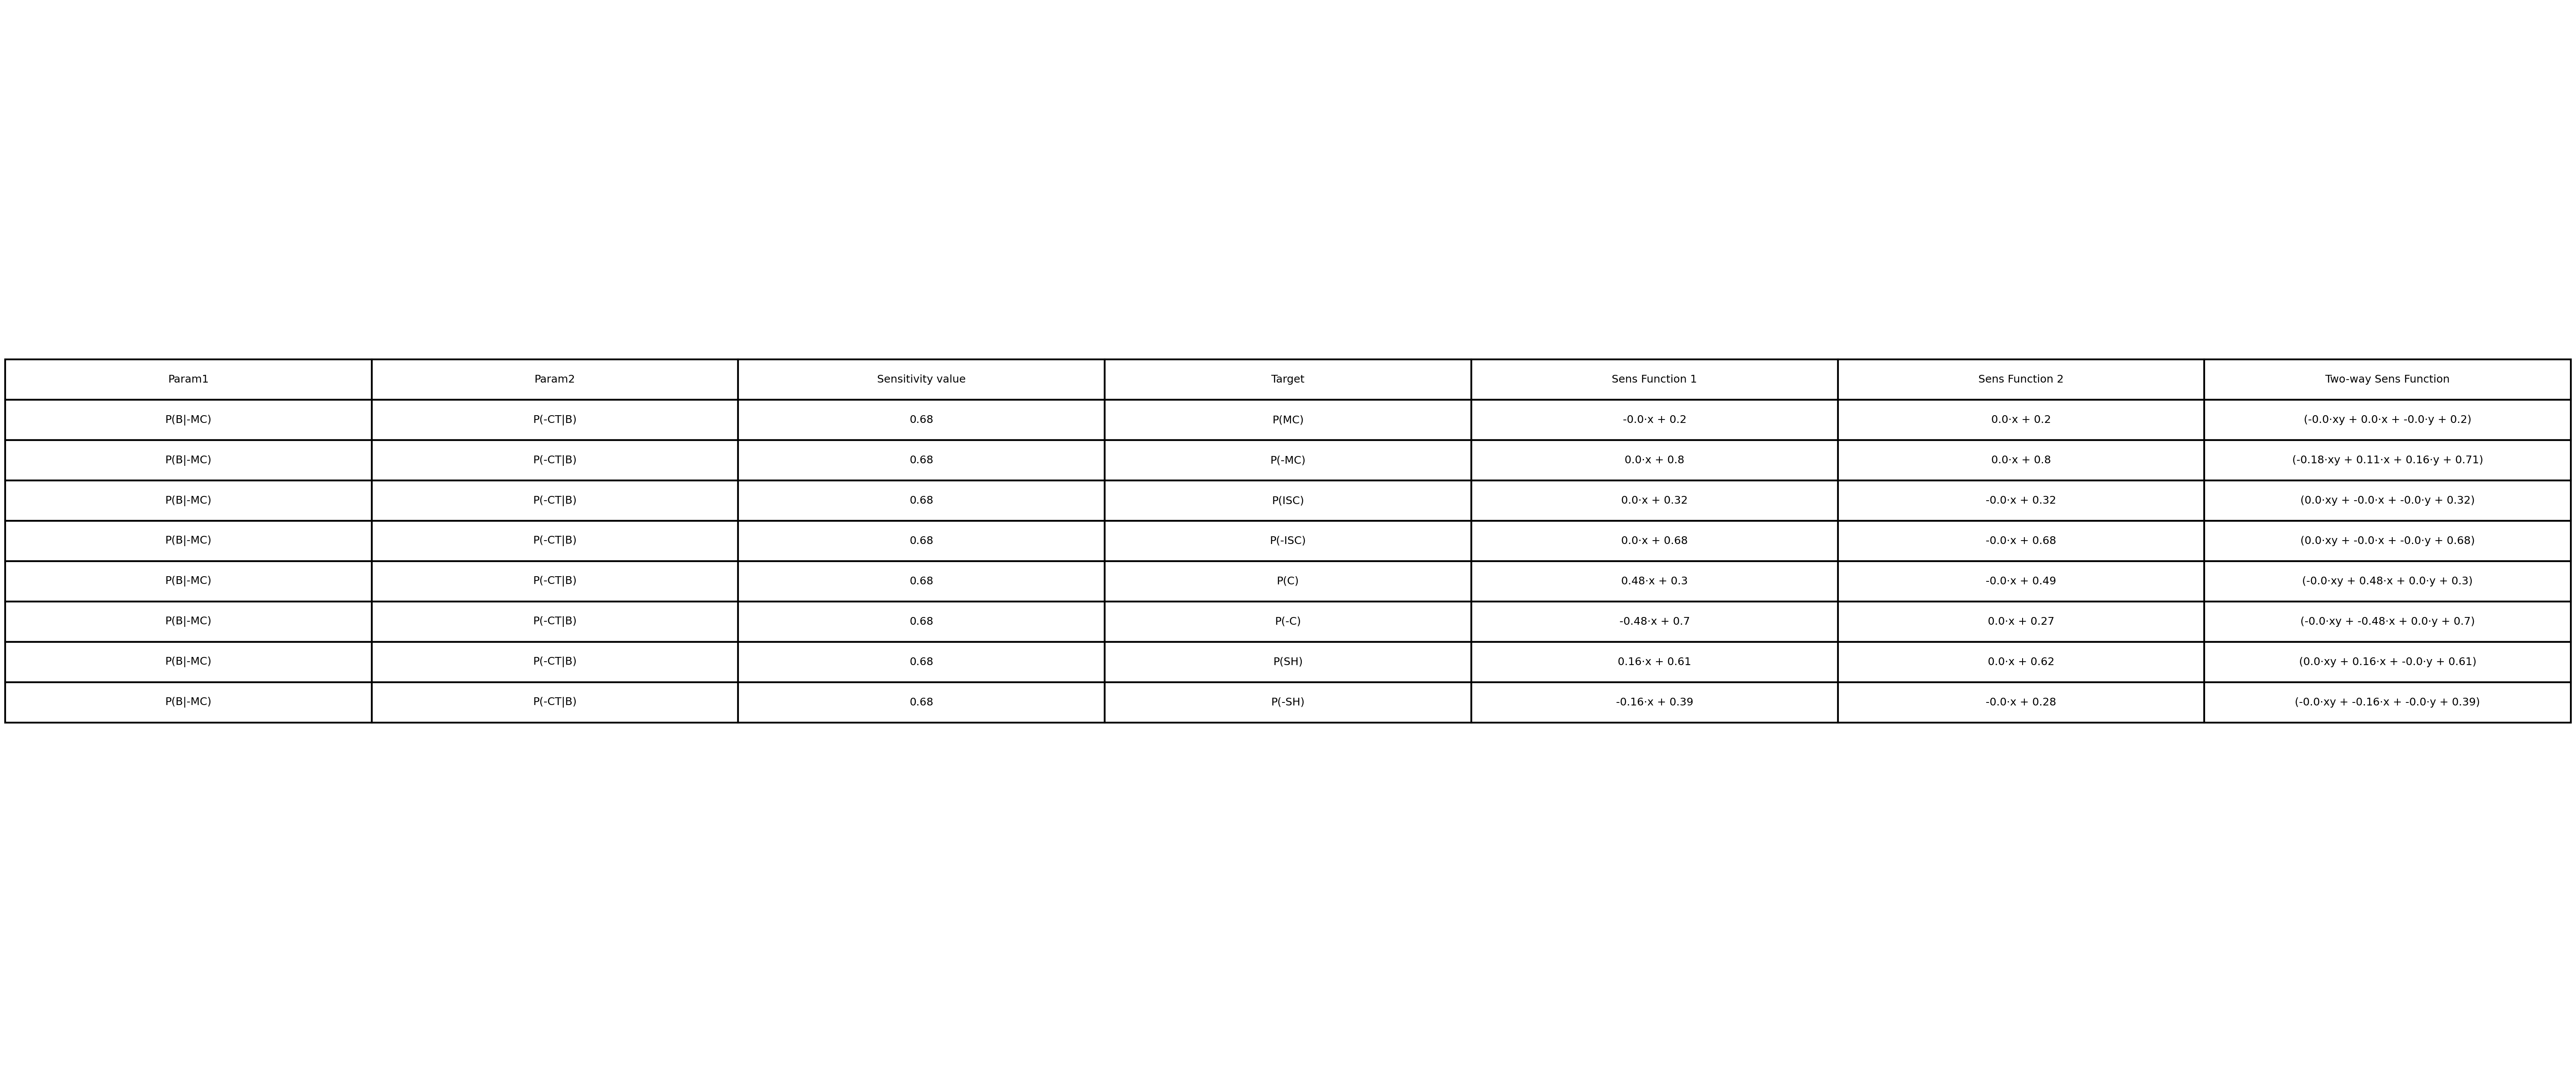 Param1 Param2 Sensitivity value Target Sens Function 1 Sens Function 2 Two-way Sens Function
P(B|-MC) P(-CT|B) 0.68 P(MC) -0.0·x + 0.2 0.0·x + 0.2 (-0.0·xy + 0.0·x + -0.0·y + 0.2)
P(B|-MC) P(-CT|B) 0.68 P(-MC) 0.0·x + 0.8 0.0·x + 0.8 (-0.18·xy + 0.11·x + 0.16·y + 0.71)
P(B|-MC) P(-CT|B) 0.68 P(ISC) 0.0·x + 0.32 -0.0·x + 0.32 (0.0·xy + -0.0·x + -0.0·y + 0.32)
P(B|-MC) P(-CT|B) 0.68 P(-ISC) 0.0·x + 0.68 -0.0·x + 0.68 (0.0·xy + -0.0·x + -0.0·y + 0.68)
P(B|-MC) P(-CT|B) 0.68 P(C) 0.48·x + 0.3 -0.0·x + 0.49 (-0.0·xy + 0.48·x + 0.0·y + 0.3)
P(B|-MC) P(-CT|B) 0.68 P(-C) -0.48·x + 0.7 0.0·x + 0.27 (-0.0·xy + -0.48·x + 0.0·y + 0.7)
P(B|-MC) P(-CT|B) 0.68 P(SH) 0.16·x + 0.61 0.0·x + 0.62 (0.0·xy + 0.16·x + -0.0·y + 0.61)
P(B|-MC) P(-CT|B) 0.68 P(-SH) -0.16·x + 0.39 -0.0·x + 0.28 (-0.0·xy + -0.16·x + -0.0·y + 0.39)